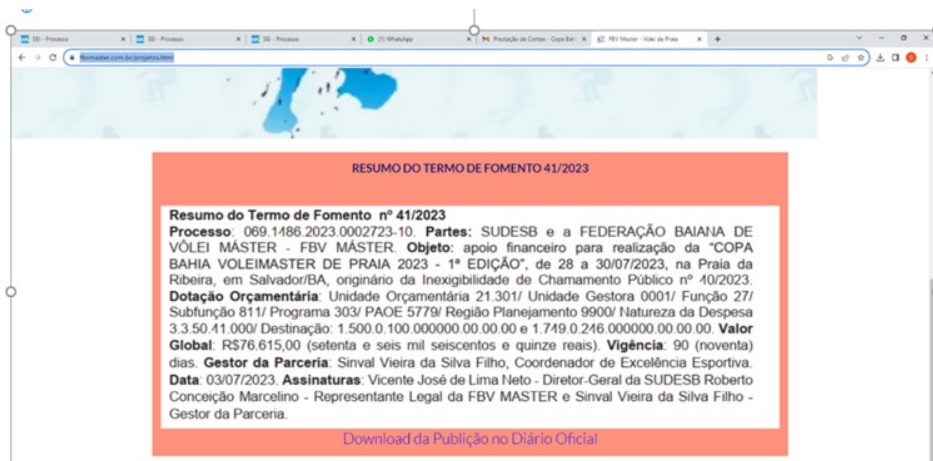 SEI - Processo
SEI - Processo
SEI - Processo
(1) WhatsApp
Prestação de Contas - Copa Bah
FBV Master - Vôlei de Praia
fbvmaster.com.br/projetos.html
RESUMO DO TERMO DE FOMENTO 41/2023
Resumo do Termo de Fomento nº 41/2023
Processo: 069.1486.2023.0002723-10. Partes: SUDESB e a FEDERAÇÃO BAIANA DE
VÔLEI MÁSTER - FBV MÁSTER. Objeto: apoio financeiro para realização da “COPA
BAHIA VOLEIMASTER DE PRAIA 2023 - 1ª EDIÇÃO”, de 28 a 30/07/2023, na Praia da
Ribeira, em Salvador/BA, originário da Inexigibilidade de Chamamento Público nº 40/2023.
Dotação Orçamentária: Unidade Orçamentária 21.301/ Unidade Gestora 0001/ Função 27/
Subfunção 811/ Programa 303/ PAOE 5779/ Região Planejamento 9900/ Natureza da Despesa
3.3.50.41.000/ Destinação: 1.500.0.100.000000.00.00.00 e 1.749.0.246.000000.00.00.00. Valor
Global: R$76.615,00 (setenta e seis mil seiscentos e quinze reais). Vigência: 90 (noventa)
dias. Gestor da Parceria: Sinval Vieira da Silva Filho, Coordenador de Excelência Esportiva.
Data: 03/07/2023. Assinaturas: Vicente José de Lima Neto - Diretor-Geral da SUDESB Roberto
Conceição Marcelino - Representante Legal da FBV MASTER e Sinval Vieira da Silva Filho -
Gestor da Parceria.
Download da Publição no Diário Oficial